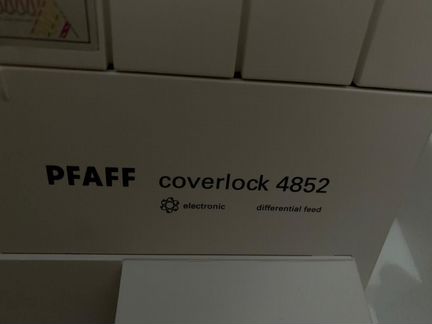 PFAFF coverlock 4852
electronic differential feed